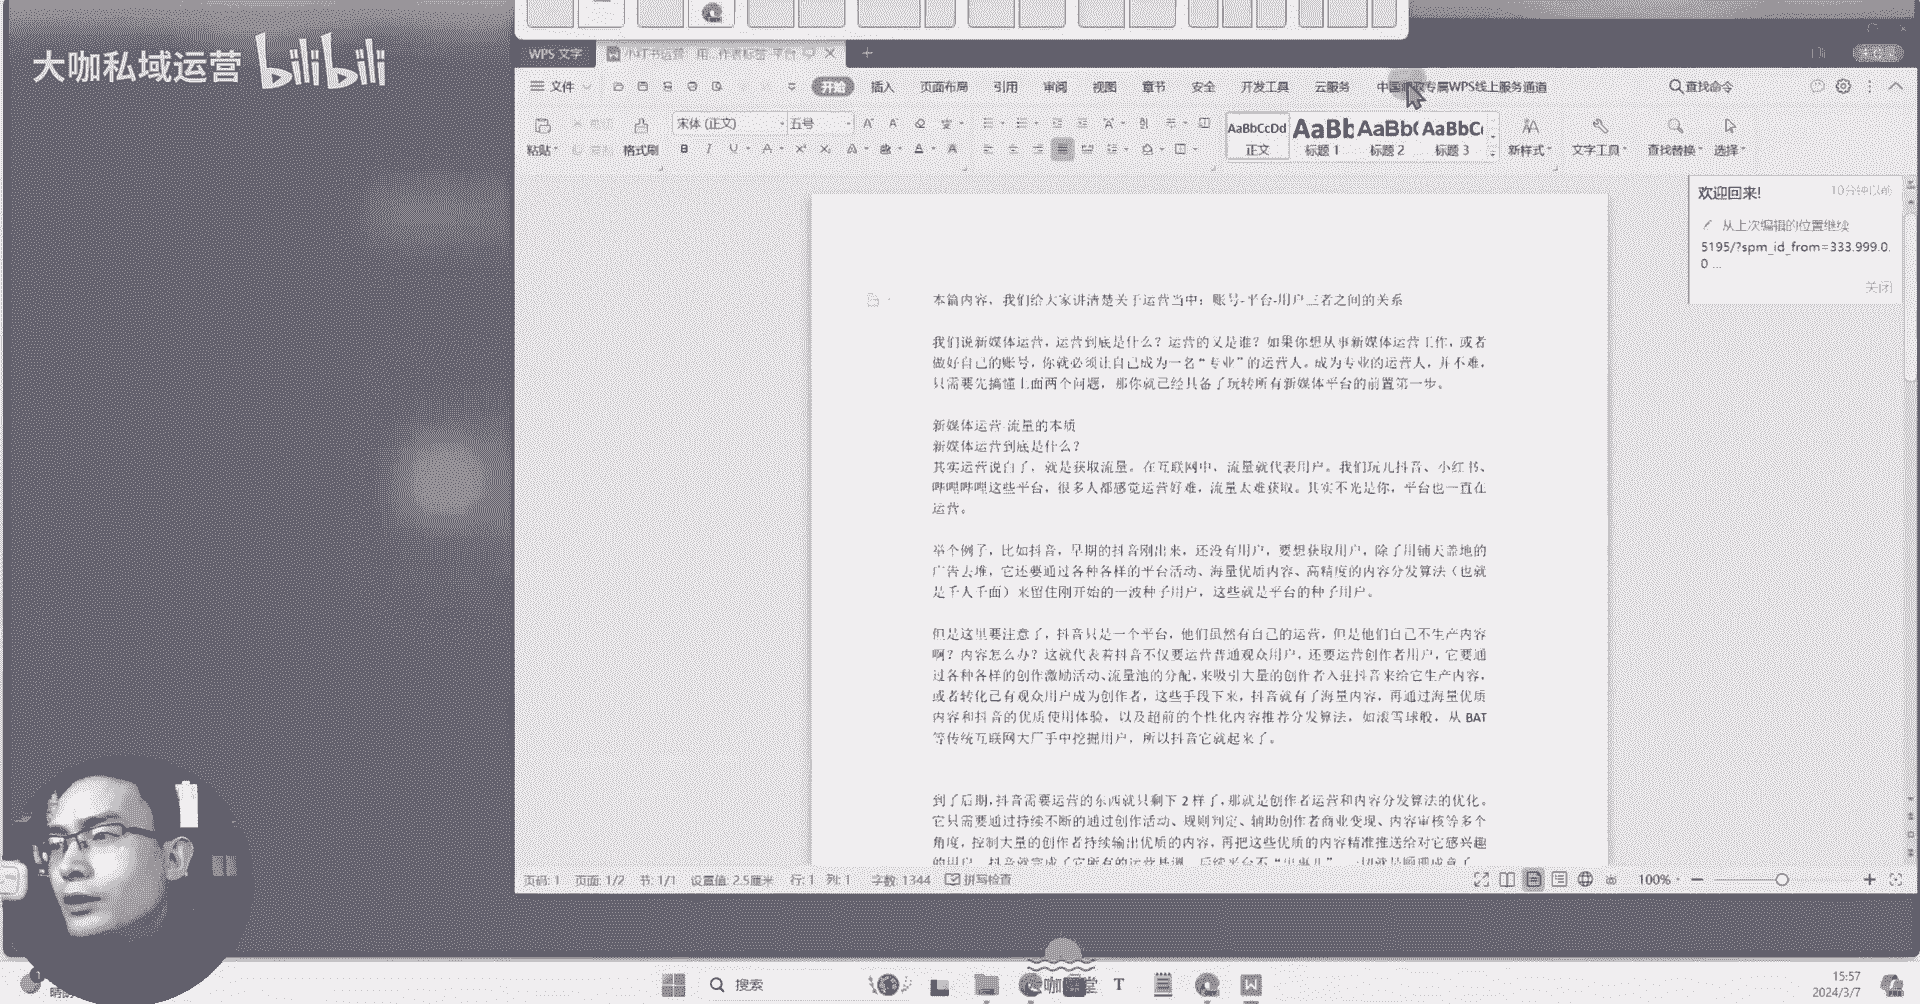 大咖私域运营 bilibili
WPS 文字
文件 开始 插入 页面布局 引用 审阅 视图 章节 安全 开发工具 云服务 专属WPS线上服务通道 查找命令
宋体 (正文) 五号
AaBbCcDd AaBb AaBb( AaBbC
粘贴 格式刷 正文 标题 1 标题 2 标题 3 新样式 文字工具 查找替换 选择
欢迎回来! 10分钟以前
从上次编辑的位置继续
5195/?spm_id_from=333.999.0.
0 ...
关闭
本篇内容，我们给大家讲清楚关于运营当中：账号-平台-用户三者之间的关系
我们说新媒体运营，运营到底是什么？运营的又是谁？如果你想从事新媒体运营工作，或者
做好自己的账号，你就必须让自己成为一名“专业”的运营人。成为专业的运营人，并不难，
只需要先搞懂上面两个问题，那你就已经具备了玩转所有新媒体平台的前置第一步。
新媒体运营-流量的本质
新媒体运营到底是什么？
其实运营说白了，就是获取流量。在互联网中，流量就代表用户。我们玩儿抖音、小红书、
哔哩哔哩这些平台，很多人都感觉运营好难，流量太难获取。其实不光是你，平台也一直在
运营。
举个例子，比如抖音，早期的抖音刚出来，还没有用户，要想获取用户，除了用铺天盖地的
广告去堆，它还要通过各种各样的平台活动、海量优质内容、高精度的内容分发算法（也就
是千人千面）来留住刚开始的一波种子用户，这些就是平台的种子用户。
但是这里要注意了，抖音只是一个平台，他们虽然有自己的运营，但是他们自己不生产内容
啊？内容怎么办？这就代表着抖音不仅要运营普通观众用户，还要运营创作者用户，它要通
过各种各样的创作激励活动、流量池的分配，来吸引大量的创作者入驻抖音来给它生产内容，
或者转化已有观众用户成为创作者，这些手段下来，抖音就有了海量内容，再通过海量优质
内容和抖音的优质使用体验，以及超前的个性化内容推荐分发算法，如滚雪球般，从 BAT
等传统互联网大厂手中挖掘用户，所以抖音它就起来了。
到了后期，抖音需要运营的东西就只剩下 2 样了，那就是创作者运营和内容分发算法的优化。
它只需要通过持续不断的通过创作活动、规则判定、辅助创作者商业变现、内容审核等多个
角度，控制大量的创作者持续输出优质的内容，再把这些优质的内容精准推送给对它感兴趣
页码: 1 页面: 1/2 节: 1/1 设置值: 2.5厘米 行: 1 列: 1 字数: 1344 拼写检查 100%
搜索
15:57
2024/3/7